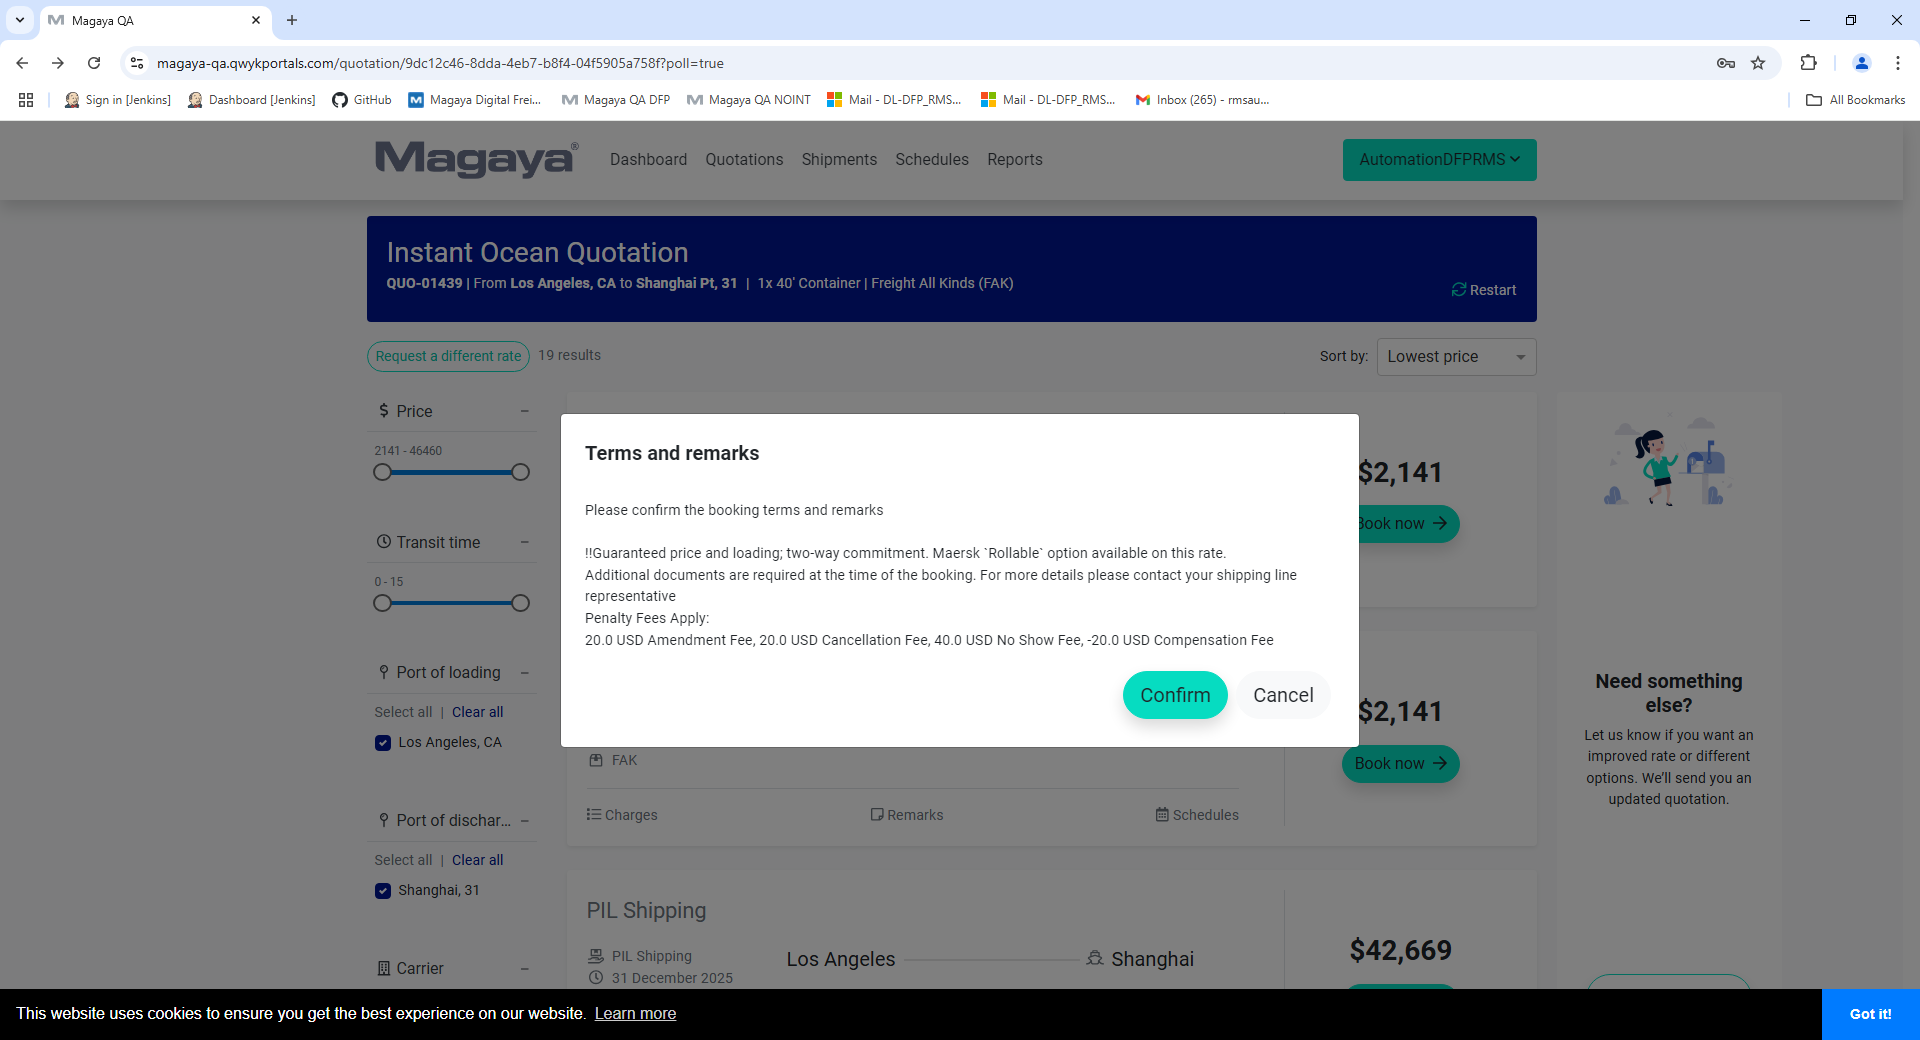 Magaya QA
magaya-qa.qwykportals.com/quotation/9dc12c46-8dda-4eb7-b8f4-04f5905a758f?poll=true
Sign in [Jenkins]
Dashboard [Jenkins]
GitHub
Magaya Digital Frei...
Magaya QA DFP
Magaya QA NOINT
Mail - DL-DFP_RMS...
Mail - DL-DFP_RMS...
Inbox (265) - rmsau...
All Bookmarks
Magaya®
Dashboard
Quotations
Shipments
Schedules
Reports
AutomationDFPRMS
Instant Ocean Quotation
QUO-01439 | From Los Angeles, CA to Shanghai Pt, 31 | 1x 40' Container | Freight All Kinds (FAK)
Restart
Request a different rate
19 results
Sort by:
Lowest price
Price
2141 - 46460
Transit time
0 - 15
Port of loading
Select all | Clear all
Los Angeles, CA
Port of dischar...
Select all | Clear all
Shanghai, 31
Carrier
Terms and remarks
Please confirm the booking terms and remarks
!!Guaranteed price and loading; two-way commitment. Maersk `Rollable` option available on this rate.
Additional documents are required at the time of the booking. For more details please contact your shipping line
representative
Penalty Fees Apply:
20.0 USD Amendment Fee, 20.0 USD Cancellation Fee, 40.0 USD No Show Fee, -20.0 USD Compensation Fee
Confirm
Cancel
$2,141
Book now
$2,141
Book now
FAK
Charges
Remarks
Schedules
PIL Shipping
PIL Shipping
31 December 2025
Los Angeles
Shanghai
$42,669
Need something
else?
Let us know if you want an
improved rate or different
options. We'll send you an
updated quotation.
This website uses cookies to ensure you get the best experience on our website. Learn more
Got it!